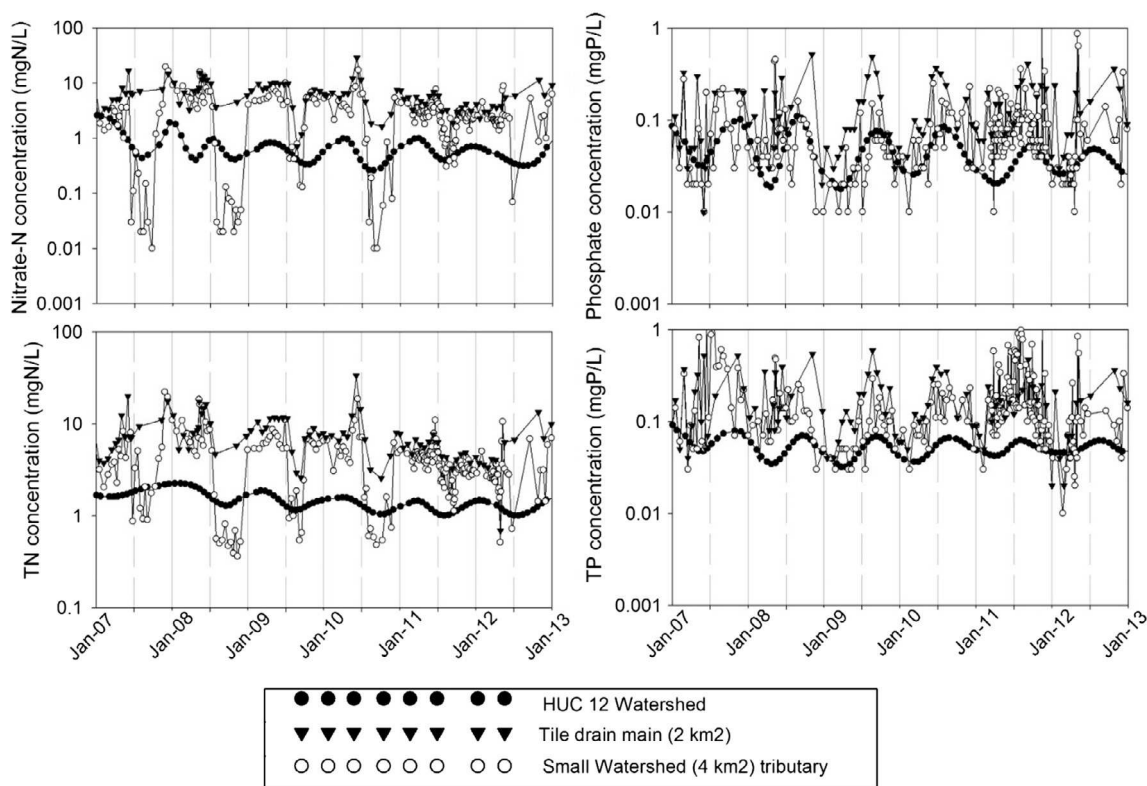 Nitrate-N concentration (mgN/L)
100
10
1
0.1
0.01
0.001
Phosphate concentration (mgP/L)
1
0.1
0.01
0.001
TN concentration (mgN/L)
100
10
1
0.1
Jan-07
Jan-08
Jan-09
Jan-10
Jan-11
Jan-12
Jan-13
TP concentration (mgP/L)
1
0.1
0.01
0.001
Jan-07
Jan-08
Jan-09
Jan-10
Jan-11
Jan-12
Jan-13
HUC 12 Watershed
Tile drain main (2 km2)
Small Watershed (4 km2) tributary